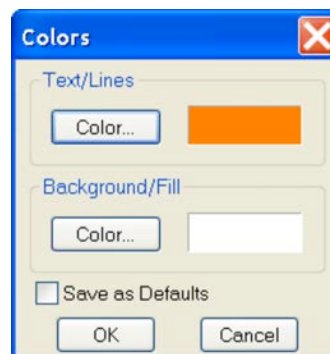 Colors
Text/Lines
Color...
Background/Fill
Color...
Save as Defaults
OK Cancel